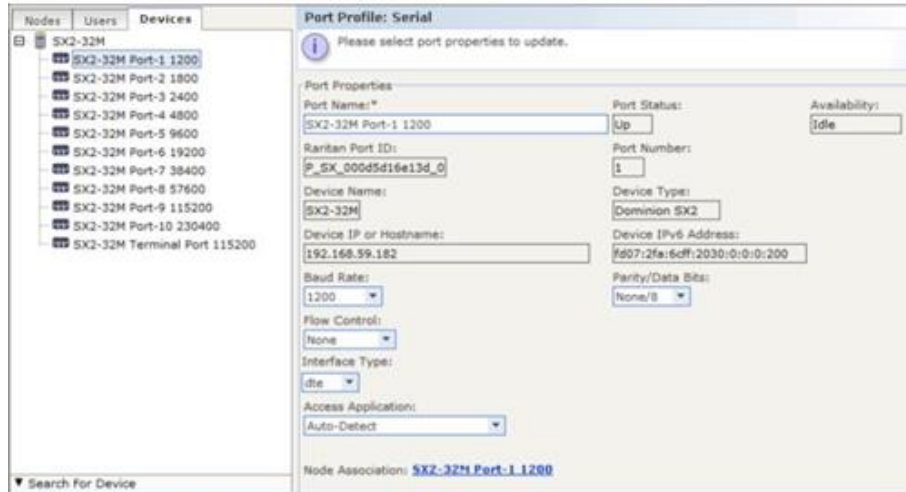 Nodes Users Devices
SX2-32M
SX2-32M Port-1 1200
SX2-32M Port-2 1800
SX2-32M Port-3 2400
SX2-32M Port-4 4800
SX2-32M Port-5 9600
SX2-32M Port-6 19200
SX2-32M Port-7 38400
SX2-32M Port-8 57600
SX2-32M Port-9 115200
SX2-32M Port-10 230400
SX2-32M Terminal Port 115200
Search For Device
Port Profile: Serial
Please select port properties to update.
Port Properties
Port Name:* Port Status: Availability:
SX2-32M Port-1 1200 Up Idle
Raritan Port ID: Port Number:
P_SX_000d5d16e13d_0 1
Device Name: Device Type:
SX2-32M Dominion SX2
Device IP or Hostname: Device IPv6 Address:
192.168.59.182 fd07:2fa:6cff:2030:0:0:0:200
Baud Rate: Parity/Data Bits:
1200 None/8
Flow Control:
None
Interface Type:
dte
Access Application:
Auto-Detect
Node Association: SX2-32M Port-1 1200